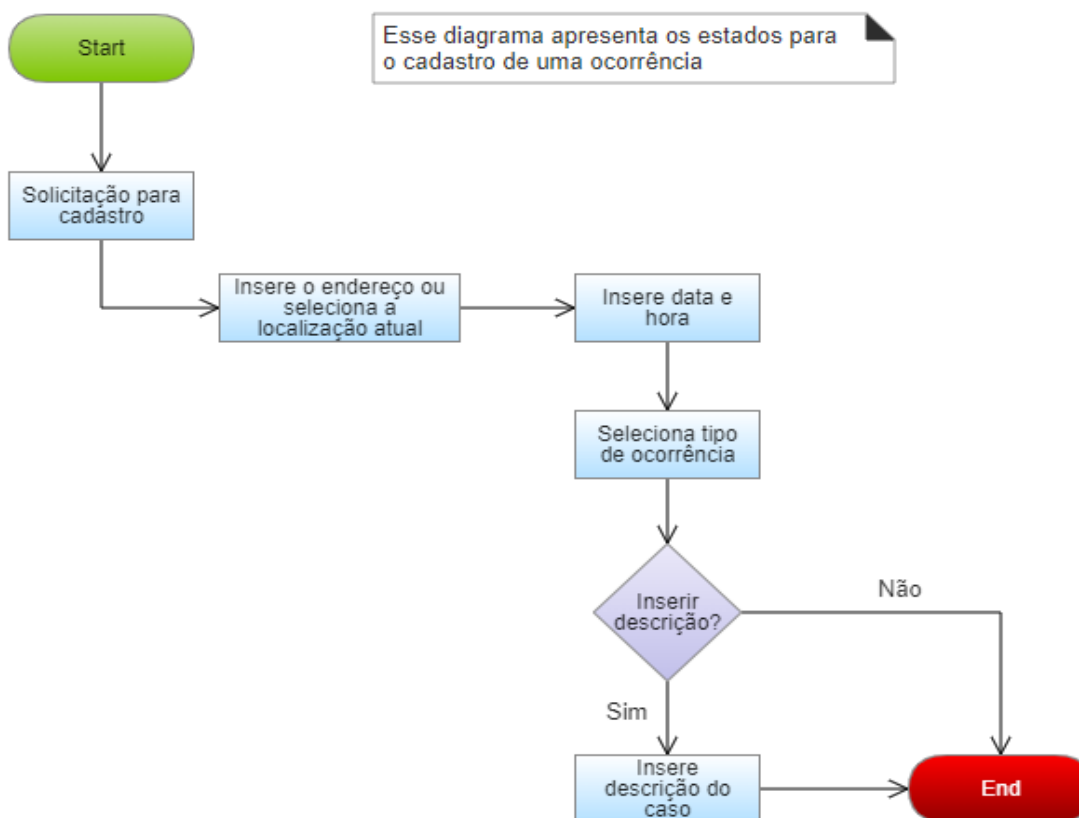 Start
Esse diagrama apresenta os estados para
o cadastro de uma ocorrência
Solicitação para
cadastro
Insere o endereço ou
seleciona a
localização atual
Insere data e
hora
Seleciona tipo
de ocorrência
Inserir
descrição?
Não
Sim
Insere
descrição do
caso
End